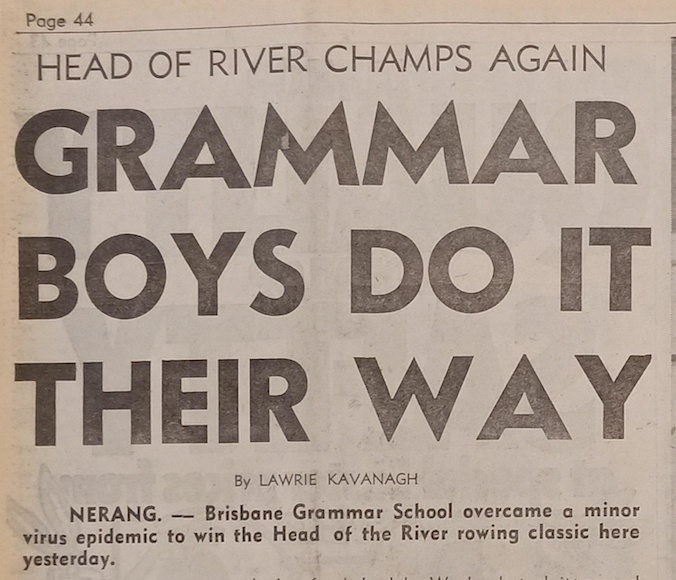 Page 44
HEAD OF RIVER CHAMPS AGAIN
GRAMMAR
BOYS DO IT
THEIR WAY
By LAWRIE KAVANAGH
NERANG. — Brisbane Grammar School overcame a minor
virus epidemic to win the Head of the River rowing classic here
yesterday.